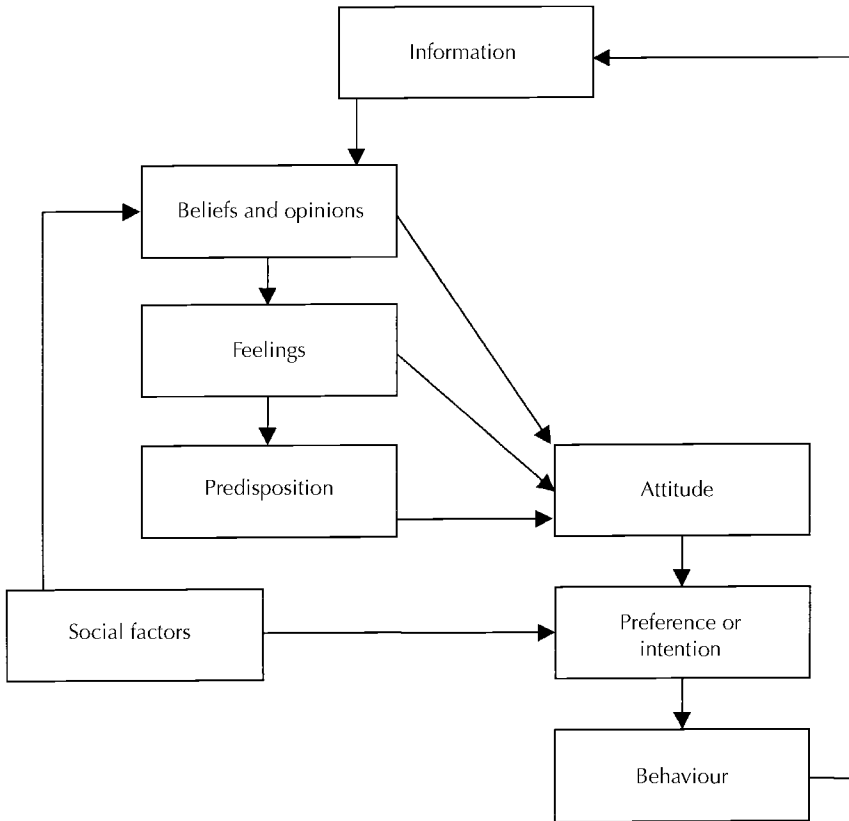 Information
Beliefs and opinions
Feelings
Predisposition
Attitude
Social factors
Preference or
intention
Behaviour